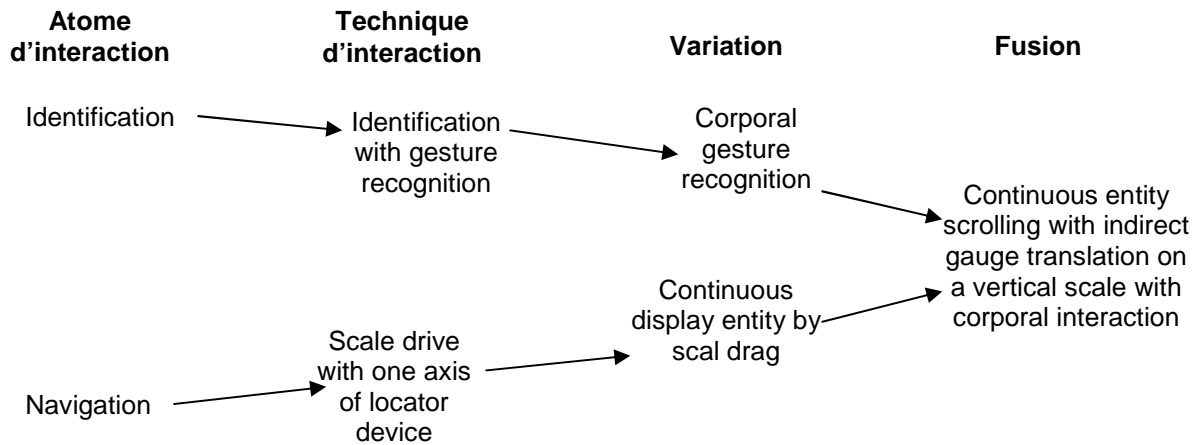 Atome
d’interaction
Technique
d’interaction
Variation
Fusion
Identification
Identification
with gesture
recognition
Corporal
gesture
recognition
Continuous entity
scrolling with indirect
gauge translation on
a vertical scale with
corporal interaction
Navigation
Scale drive
with one axis
of locator
device
Continuous
display entity by
scal drag